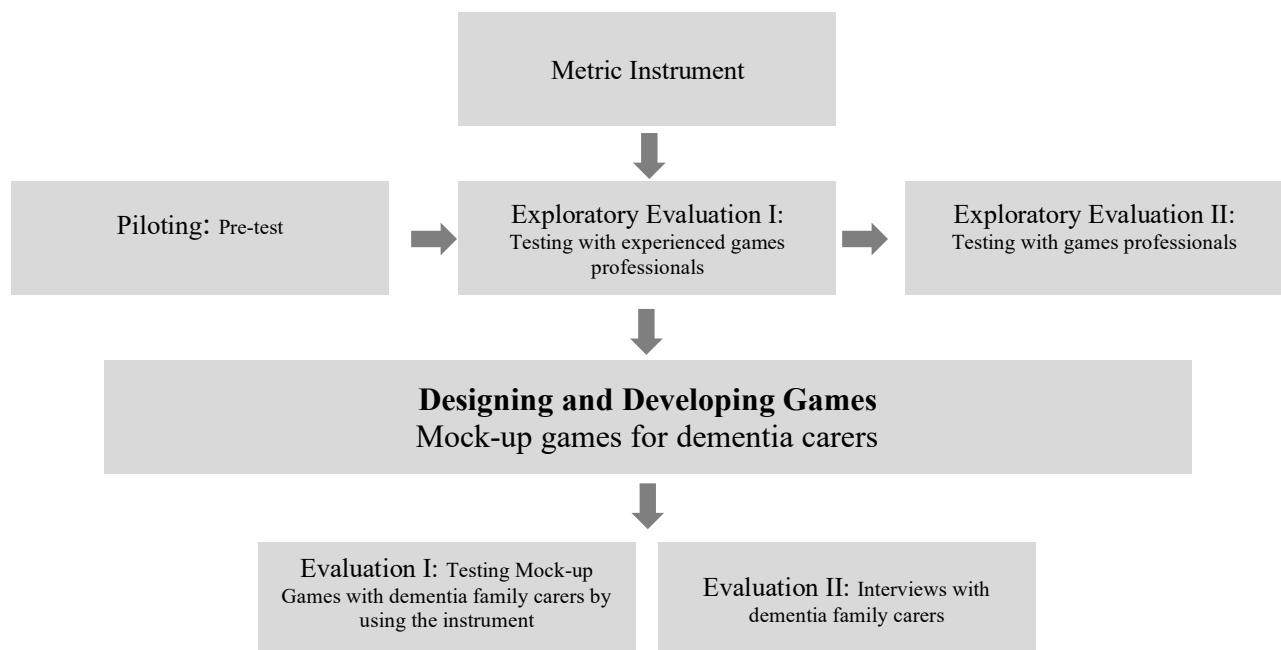 Metric Instrument
Piloting: Pre-test
Exploratory Evaluation I:
Testing with experienced games
professionals
Exploratory Evaluation II:
Testing with games professionals
Designing and Developing Games
Mock-up games for dementia carers
Evaluation I: Testing Mock-up
Games with dementia family carers by
using the instrument
Evaluation II: Interviews with
dementia family carers